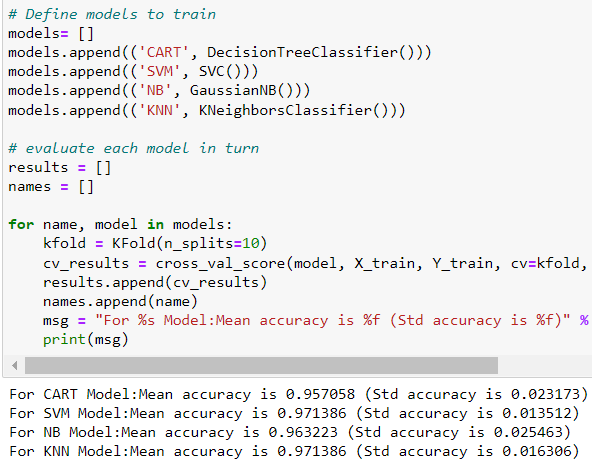 # Define models to train
models= []
models.append(('CART', DecisionTreeClassifier()))
models.append(('SVM', SVC()))
models.append(('NB', GaussianNB()))
models.append(('KNN', KNeighborsClassifier()))
# evaluate each model in turn
results = []
names = []
for name, model in models:
    kfold = KFold(n_splits=10)
    cv_results = cross_val_score(model, X_train, Y_train, cv=kfold,
    results.append(cv_results)
    names.append(name)
    msg = "For %s Model:Mean accuracy is %f (Std accuracy is %f)" %
    print(msg)
For CART Model:Mean accuracy is 0.957058 (Std accuracy is 0.023173)
For SVM Model:Mean accuracy is 0.971386 (Std accuracy is 0.013512)
For NB Model:Mean accuracy is 0.963223 (Std accuracy is 0.025463)
For KNN Model:Mean accuracy is 0.971386 (Std accuracy is 0.016306)